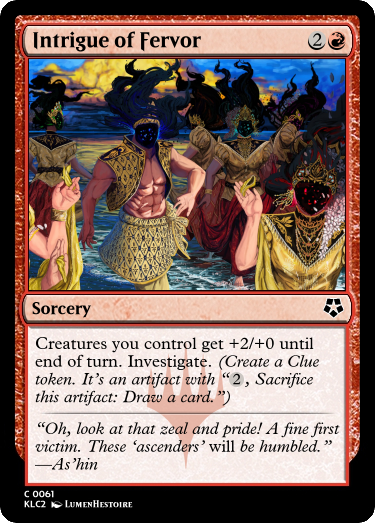 Intrigue of Fervor 2
Sorcery
Creatures you control get +2/+0 until
end of turn. Investigate. (Create a Clue
token. It's an artifact with “2, Sacrifice
this artifact: Draw a card.”)
“Oh, look at that zeal and pride! A fine first
victim. These ‘ascenders’ will be humbled.”
—As'hin
C 0061
KLC2 LumenHestoire